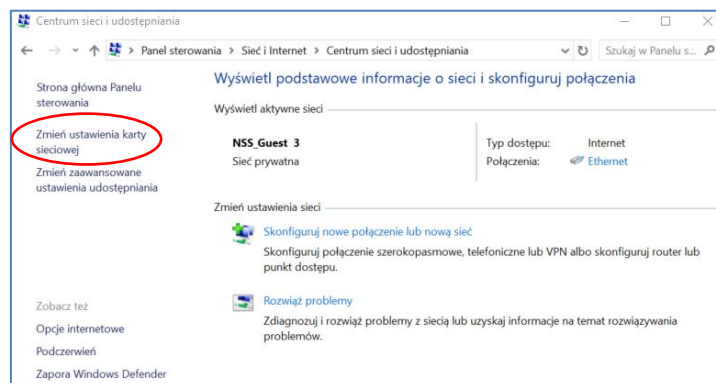 Centrum sieci i udostępniania
Panel sterowania > Sieć i Internet > Centrum sieci i udostępniania
Szukaj w Panelu s...
Strona główna Panelu
sterowania
Zmień ustawienia karty
sieciowej
Zmień zaawansowane
ustawienia udostępniania
Wyświetl podstawowe informacje o sieci i skonfiguruj połączenia
Wyświetl aktywne sieci
NSS_Guest 3
Sieć prywatna
Typ dostępu: Internet
Połączenia: Ethernet
Zmień ustawienia sieci
Skonfiguruj nowe połączenie lub nową sieć
Skonfiguruj połączenie szerokopasmowe, telefoniczne lub VPN albo skonfiguruj router lub
punkt dostępu.
Rozwiąż problemy
Zdiagnozuj i rozwiąż problemy z siecią lub uzyskaj informacje na temat rozwiązywania
problemów.
Zobacz też
Opcje internetowe
Podczerwień
Zapora Windows Defender